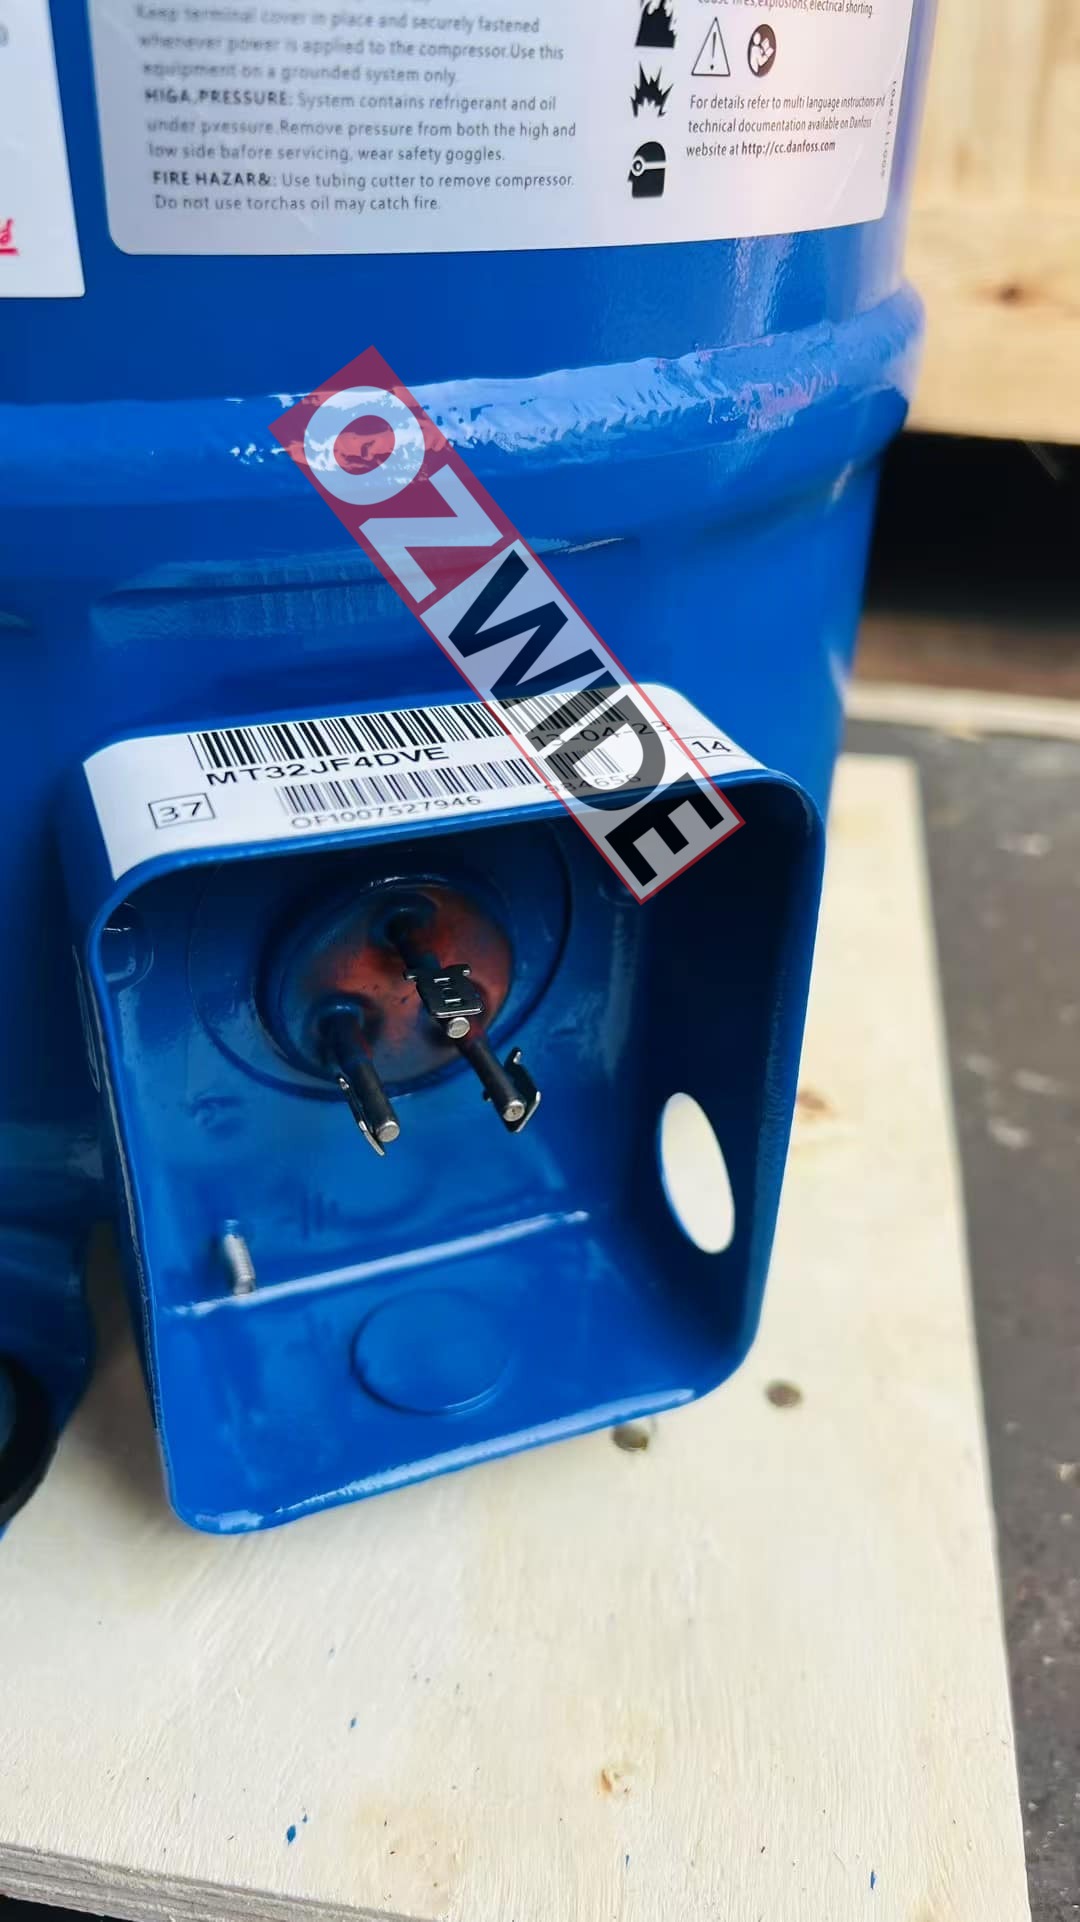 Keep terminal cover in place and securely fastened
whenever power is applied to the compressor.Use this
equipment on a grounded system only.
HIGA,PRESSURE: System contains refrigerant and oil
under pxessure.Remove pressure from both the high and
low side bafore servicing, wear safety goggles.
FIRE HAZAR&: Use tubing cutter to remove compressor.
Do not use torchas oil may catch fire.
fires,explosions,electrical shorting.
For details refer to multi language instructions and
technical documentation available on Danfoss
website at http://cc.danfoss.com
OZWIDE
MT32JF4DVE
37
OF1007527946
14